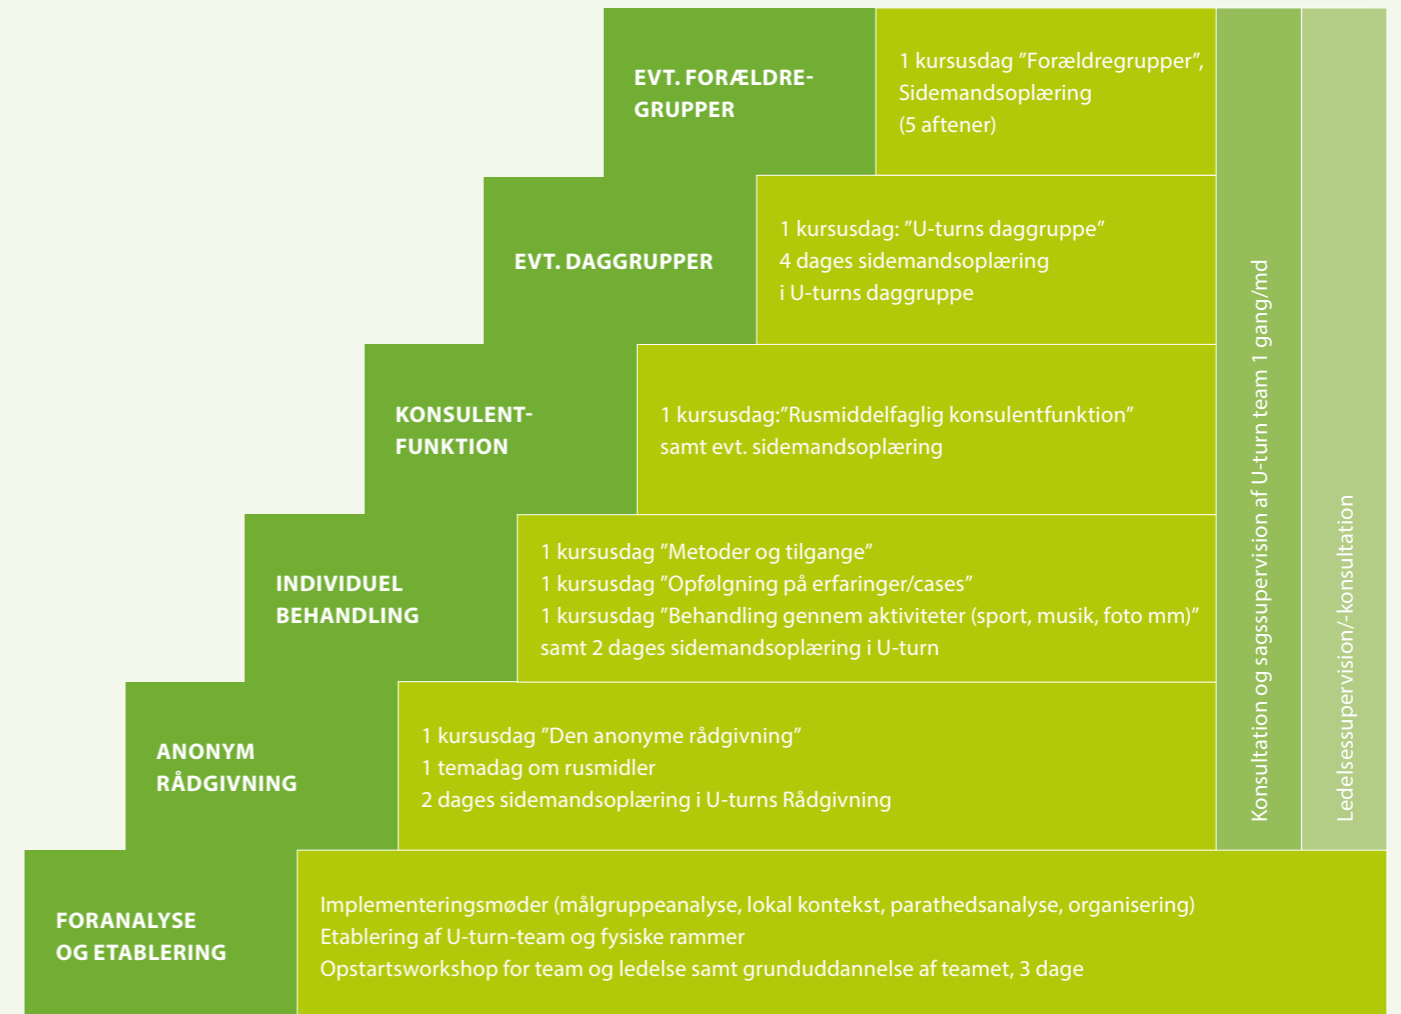 EVT. FORÆLDRE-
GRUPPER
1 kursusdag ”Forældregrupper”,
Sidemandsoplæring
(5 aftener)
EVT. DAGGRUPPER
1 kursusdag: ”U-turns daggruppe”
4 dages sidemandsoplæring
i U-turns daggruppe
KONSULENT-
FUNKTION
1 kursusdag:”Rusmiddelfaglig konsulentfunktion”
samt evt. sidemandsoplæring
INDIVIDUEL
BEHANDLING
1 kursusdag ”Metoder og tilgange”
1 kursusdag ”Opfølgning på erfaringer/cases”
1 kursusdag ”Behandling gennem aktiviteter (sport, musik, foto mm)”
samt 2 dages sidemandsoplæring i U-turn
ANONYM
RÅDGIVNING
1 kursusdag ”Den anonyme rådgivning”
1 temadag om rusmidler
2 dages sidemandsoplæring i U-turns Rådgivning
Konsultation og sagssupervision af U-turn team 1 gang/md
Ledelsessupervision/-konsultation
FORANALYSE
OG ETABLERING
Implementeringsmøder (målgruppeanalyse, lokal kontekst, parathedsanalyse, organisering)
Etablering af U-turn-team og fysiske rammer
Opstartsworkshop for team og ledelse samt grunduddannelse af teamet, 3 dage